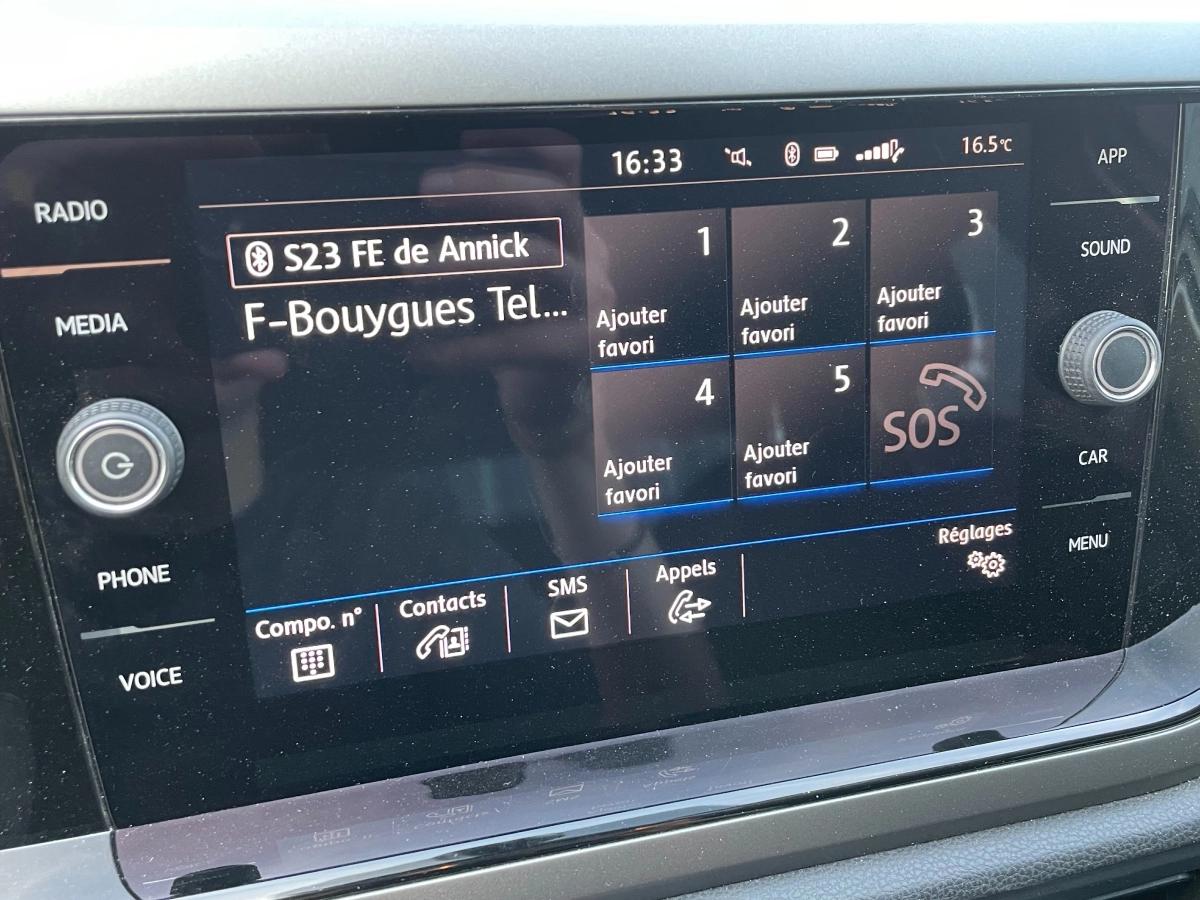 16:33
16.5°C
APP
RADIO
SOUND
MEDIA
S23 FE de Annick
F-Bouygues Tel...
1
Ajouter
favori
2
Ajouter
favori
3
Ajouter
favori
4
Ajouter
favori
5
Ajouter
favori
SOS
CAR
MENU
PHONE
VOICE
Compo. n°
Contacts
SMS
Appels
Réglages